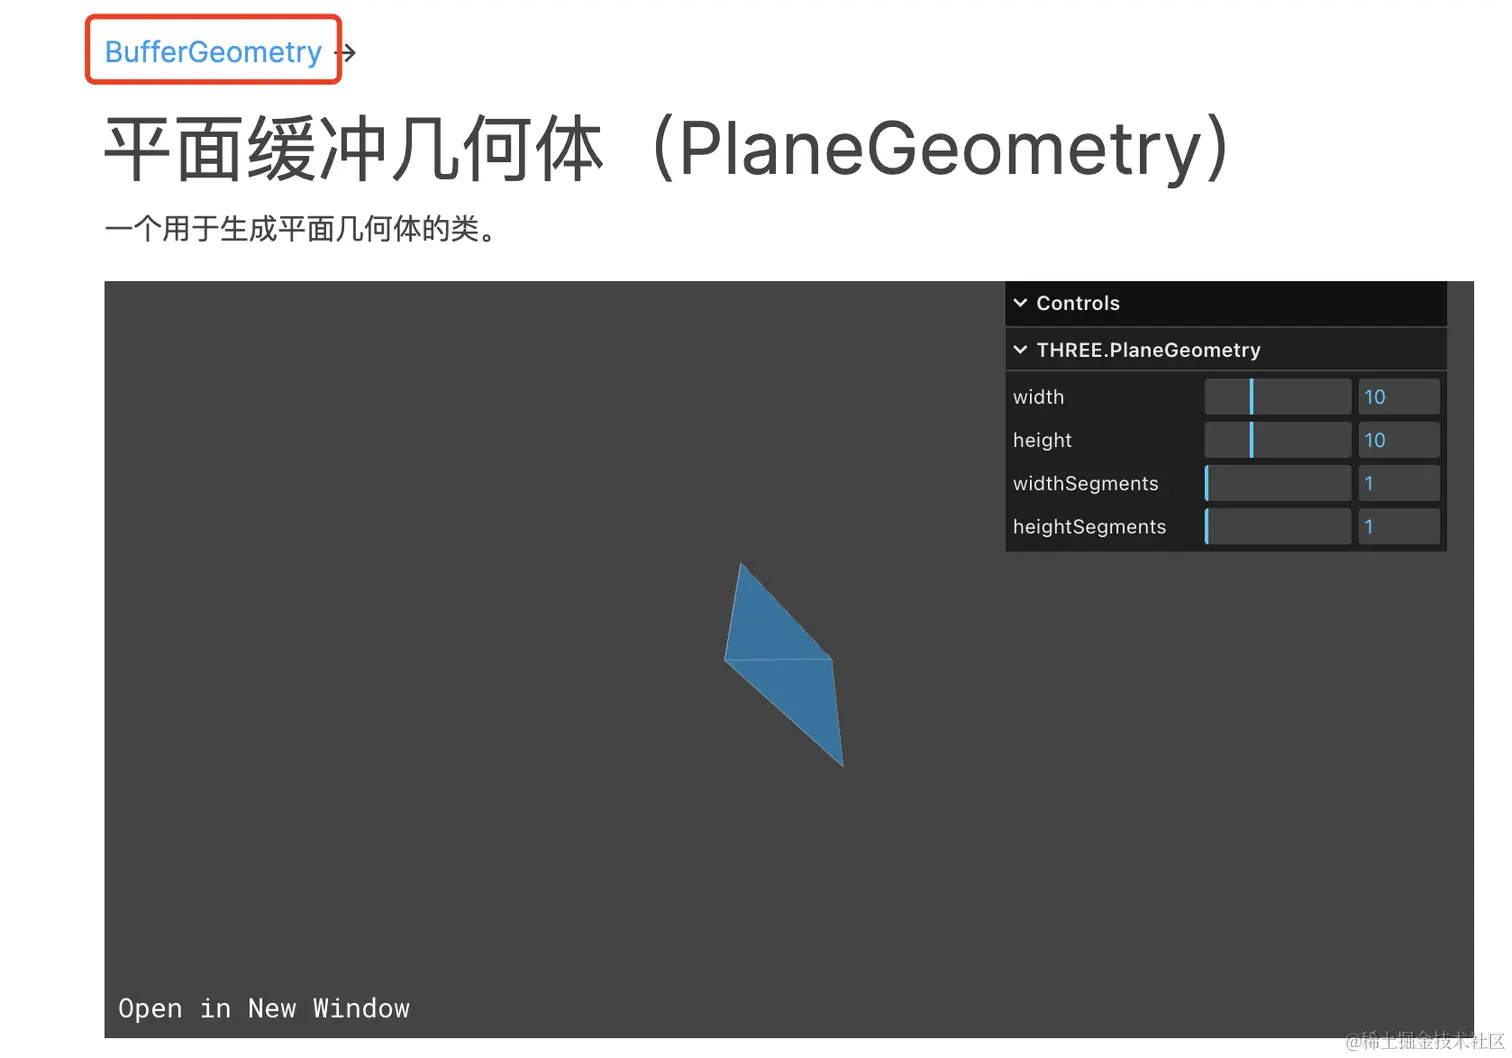 BufferGeometry →
平面缓冲几何体（PlaneGeometry）
一个用于生成平面几何体的类。
Controls
THREE.PlaneGeometry
width 10
height 10
widthSegments 1
heightSegments 1
Open in New Window
@稀土掘金技术社区